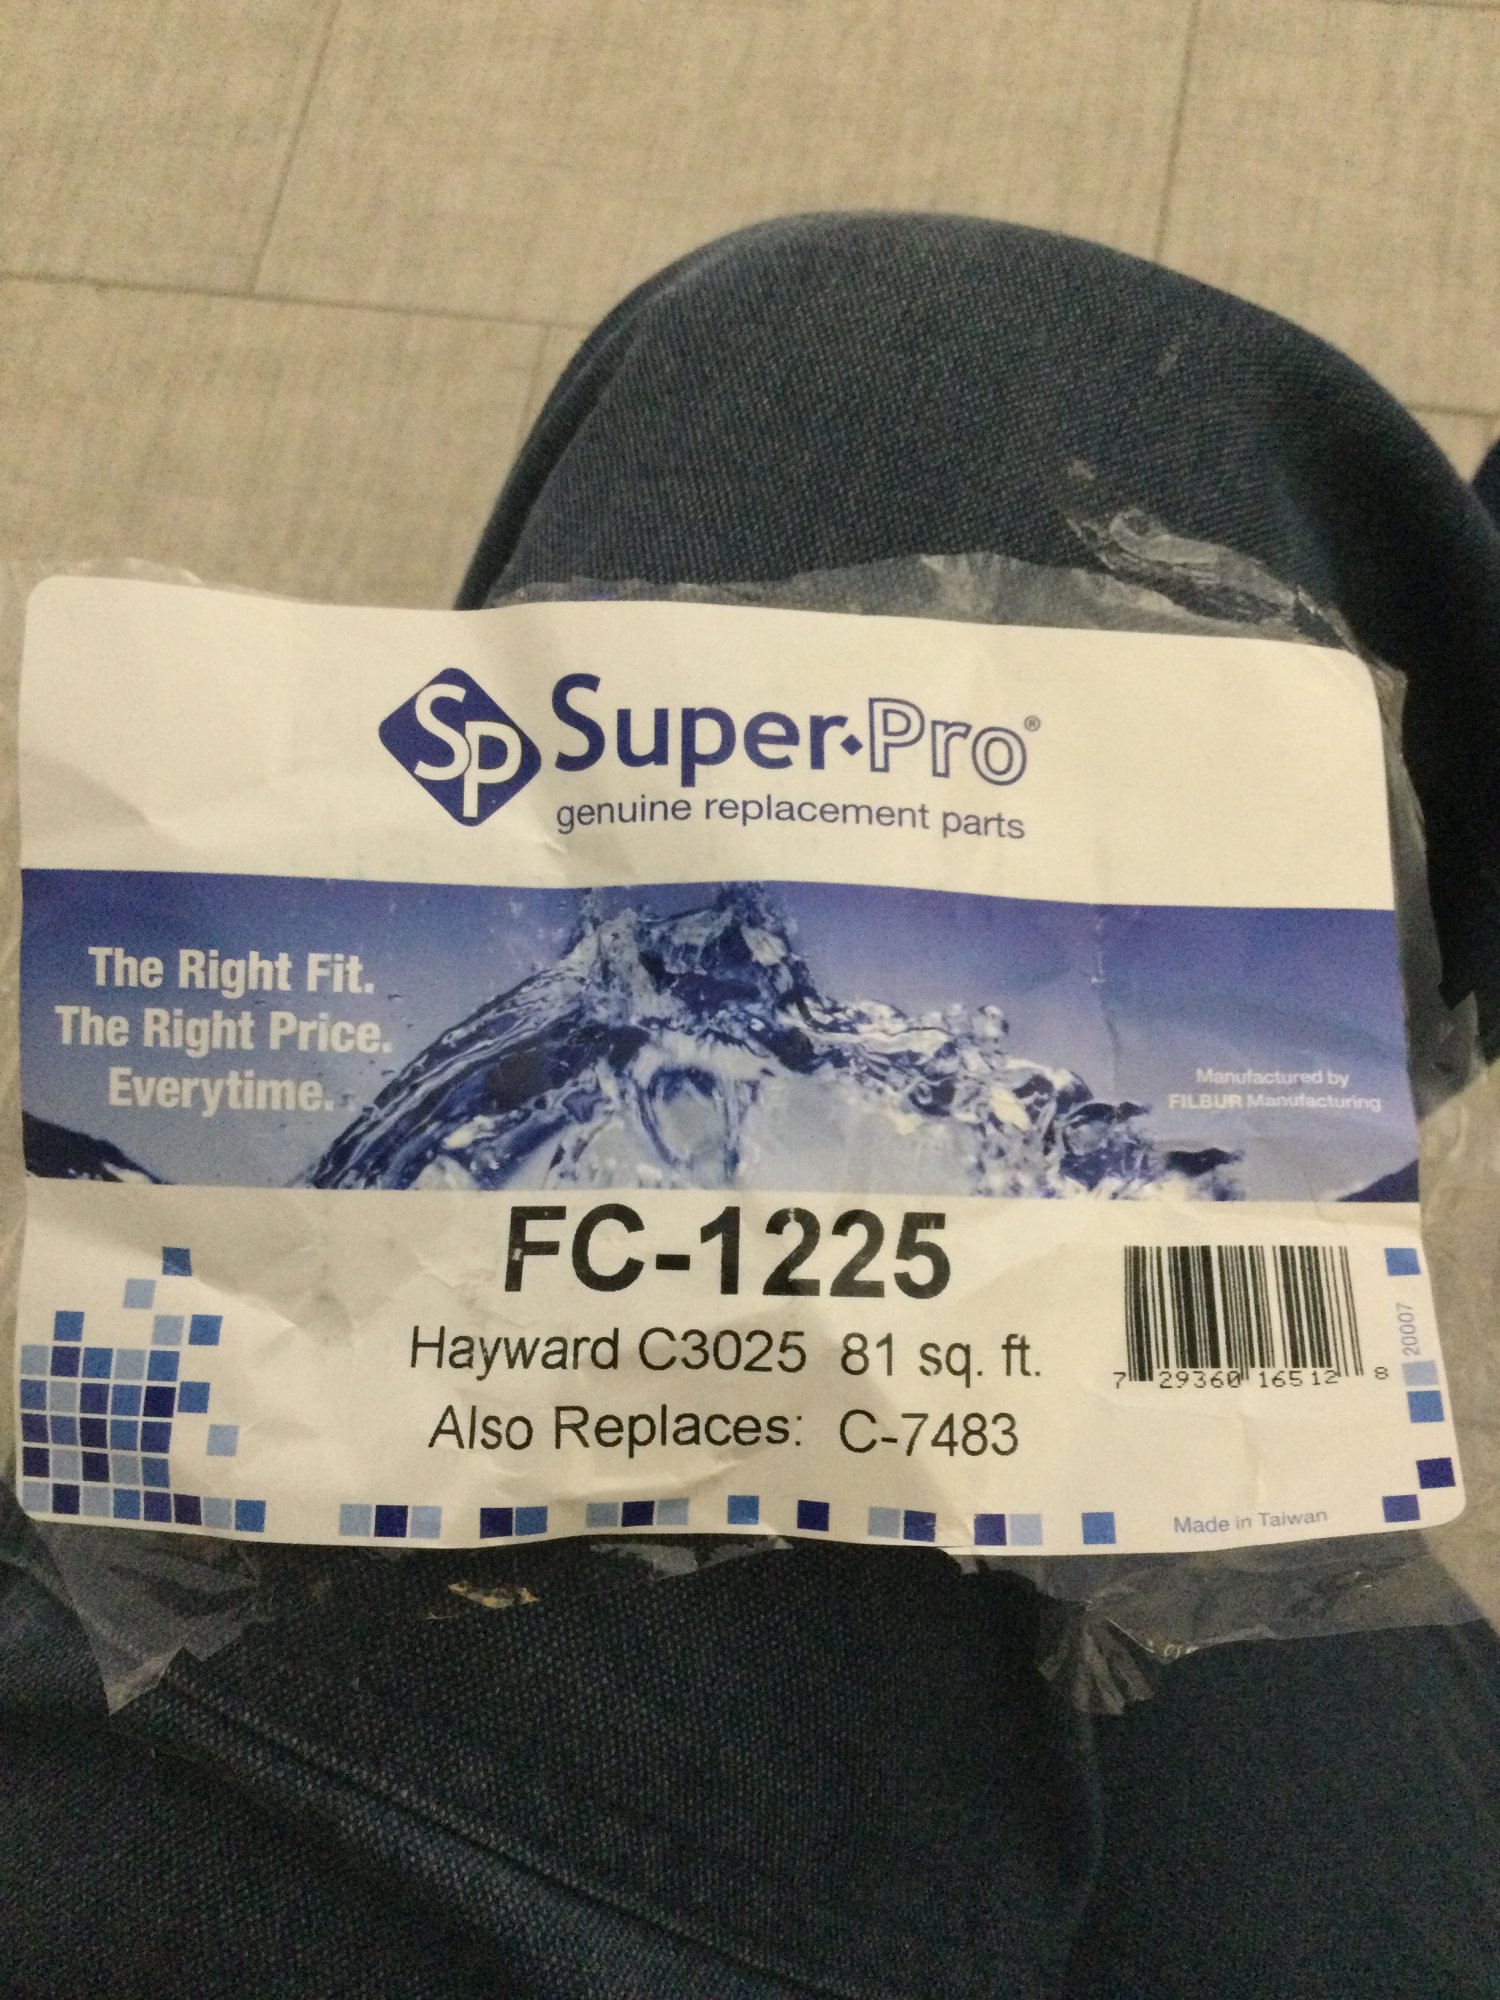 SP Super·Pro®
genuine replacement parts
The Right Fit.
The Right Price.
Everytime.
Manufactured by
FILBUR Manufacturing
FC-1225
Hayward C3025 81 sq. ft.
Also Replaces: C-7483
7 29360 16512 8
20007
Made in Taiwan